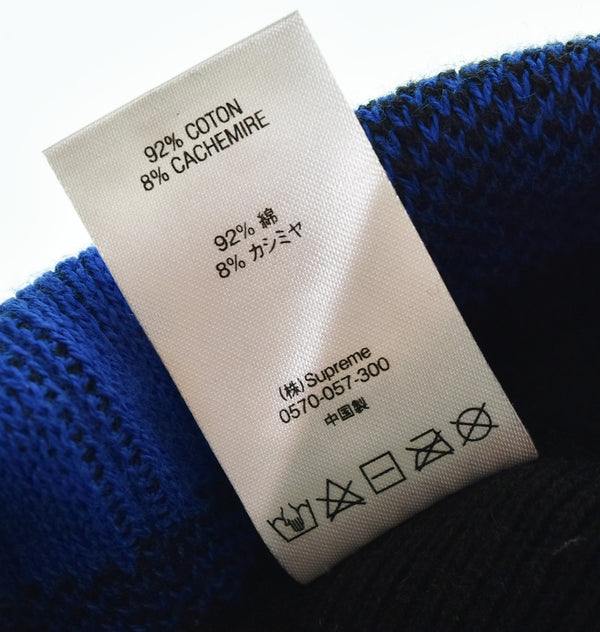 92% COTON
8% CACHEMIRE
92% 綿
8% カシミヤ
(株)Supreme
0570-057-300
中国製